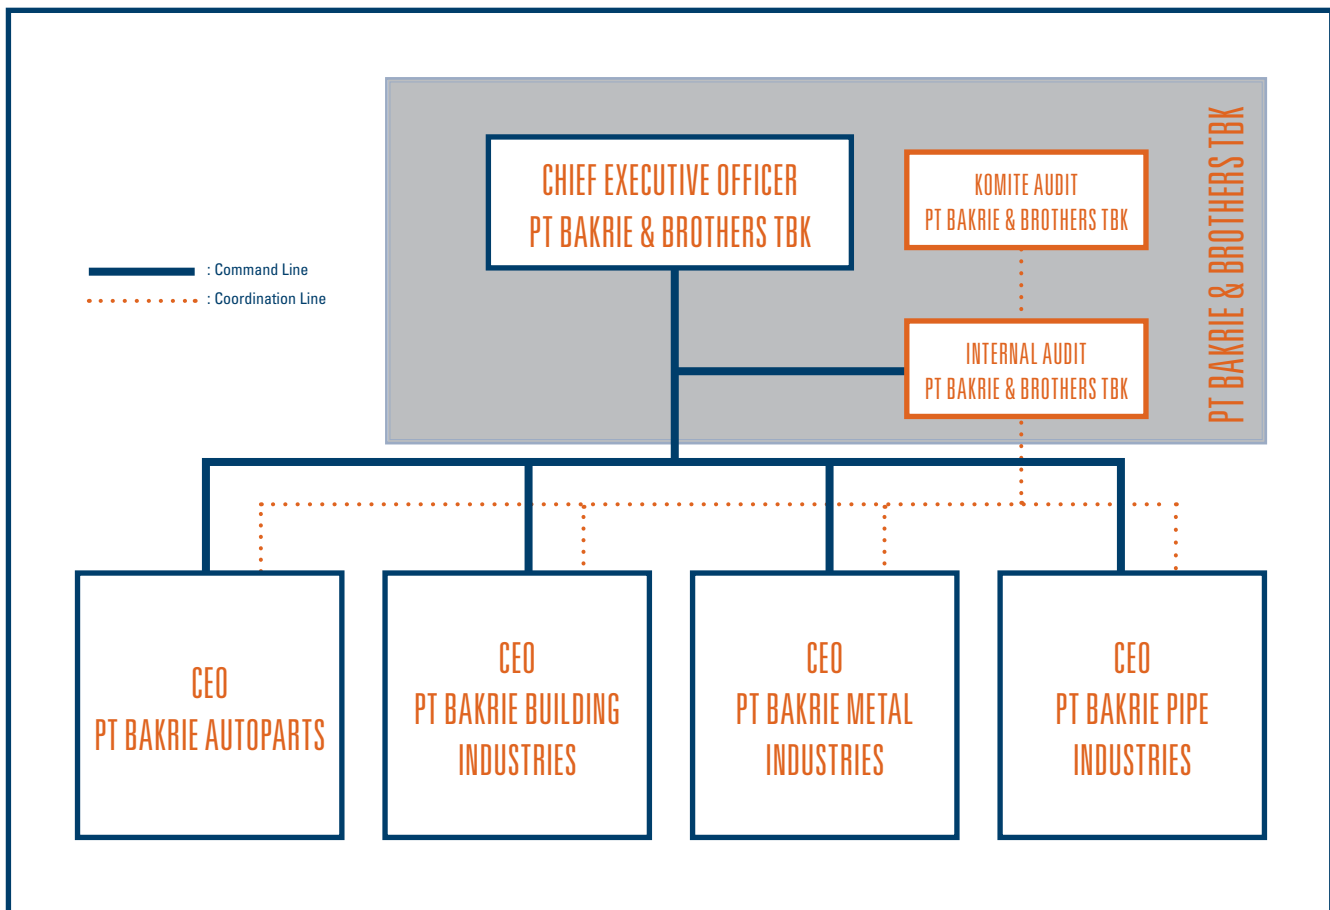 CHIEF EXECUTIVE OFFICER
PT BAKRIE & BROTHERS TBK
KOMITE AUDIT
PT BAKRIE & BROTHERS TBK
PT BAKRIE & BROTHERS TBK
: Command Line
: Coordination Line
INTERNAL AUDIT
PT BAKRIE & BROTHERS TBK
CEO
PT BAKRIE AUTOPARTS
CEO
PT BAKRIE BUILDING
INDUSTRIES
CEO
PT BAKRIE METAL
INDUSTRIES
CEO
PT BAKRIE PIPE
INDUSTRIES